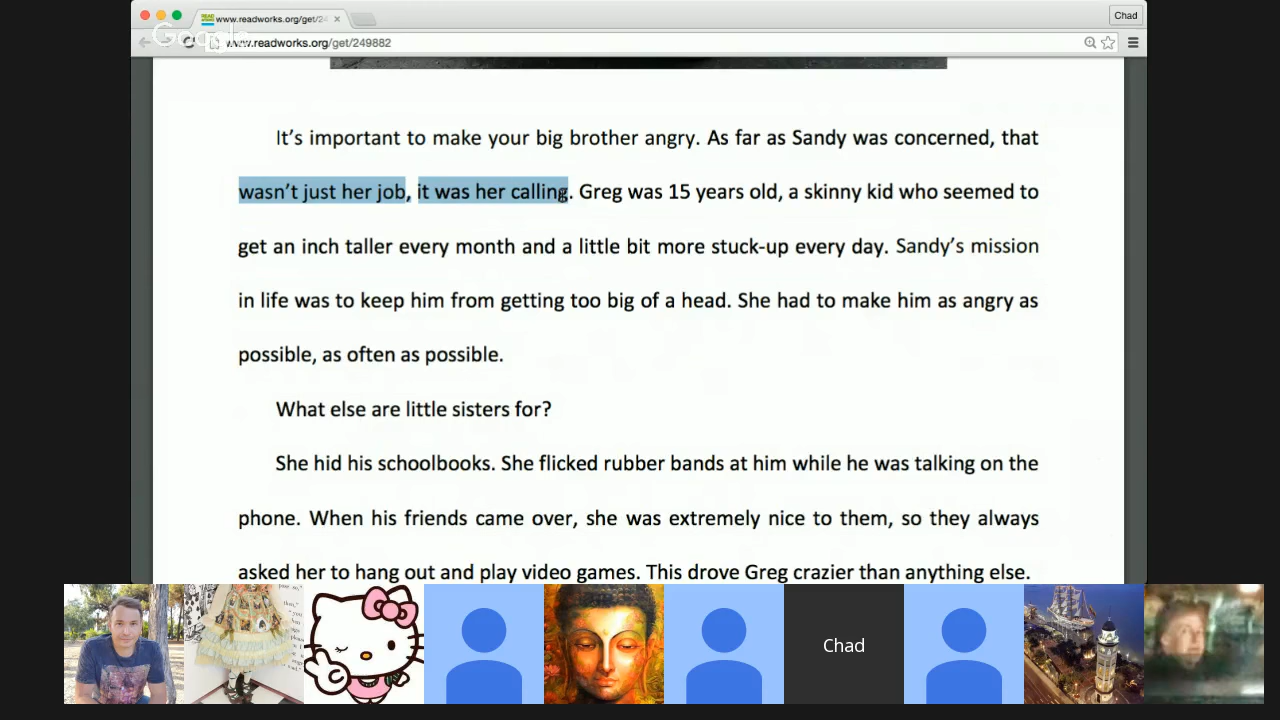 www.readworks.org/get/24
Chad
Google
www.readworks.org/get/249882
It's important to make your big brother angry. As far as Sandy was concerned, that
wasn't just her job, it was her calling. Greg was 15 years old, a skinny kid who seemed to
get an inch taller every month and a little bit more stuck-up every day. Sandy's mission
in life was to keep him from getting too big of a head. She had to make him as angry as
possible, as often as possible.
What else are little sisters for?
She hid his schoolbooks. She flicked rubber bands at him while he was talking on the
phone. When his friends came over, she was extremely nice to them, so they always
asked her to hang out and play video games. This drove Greg crazier than anything else.
Chad